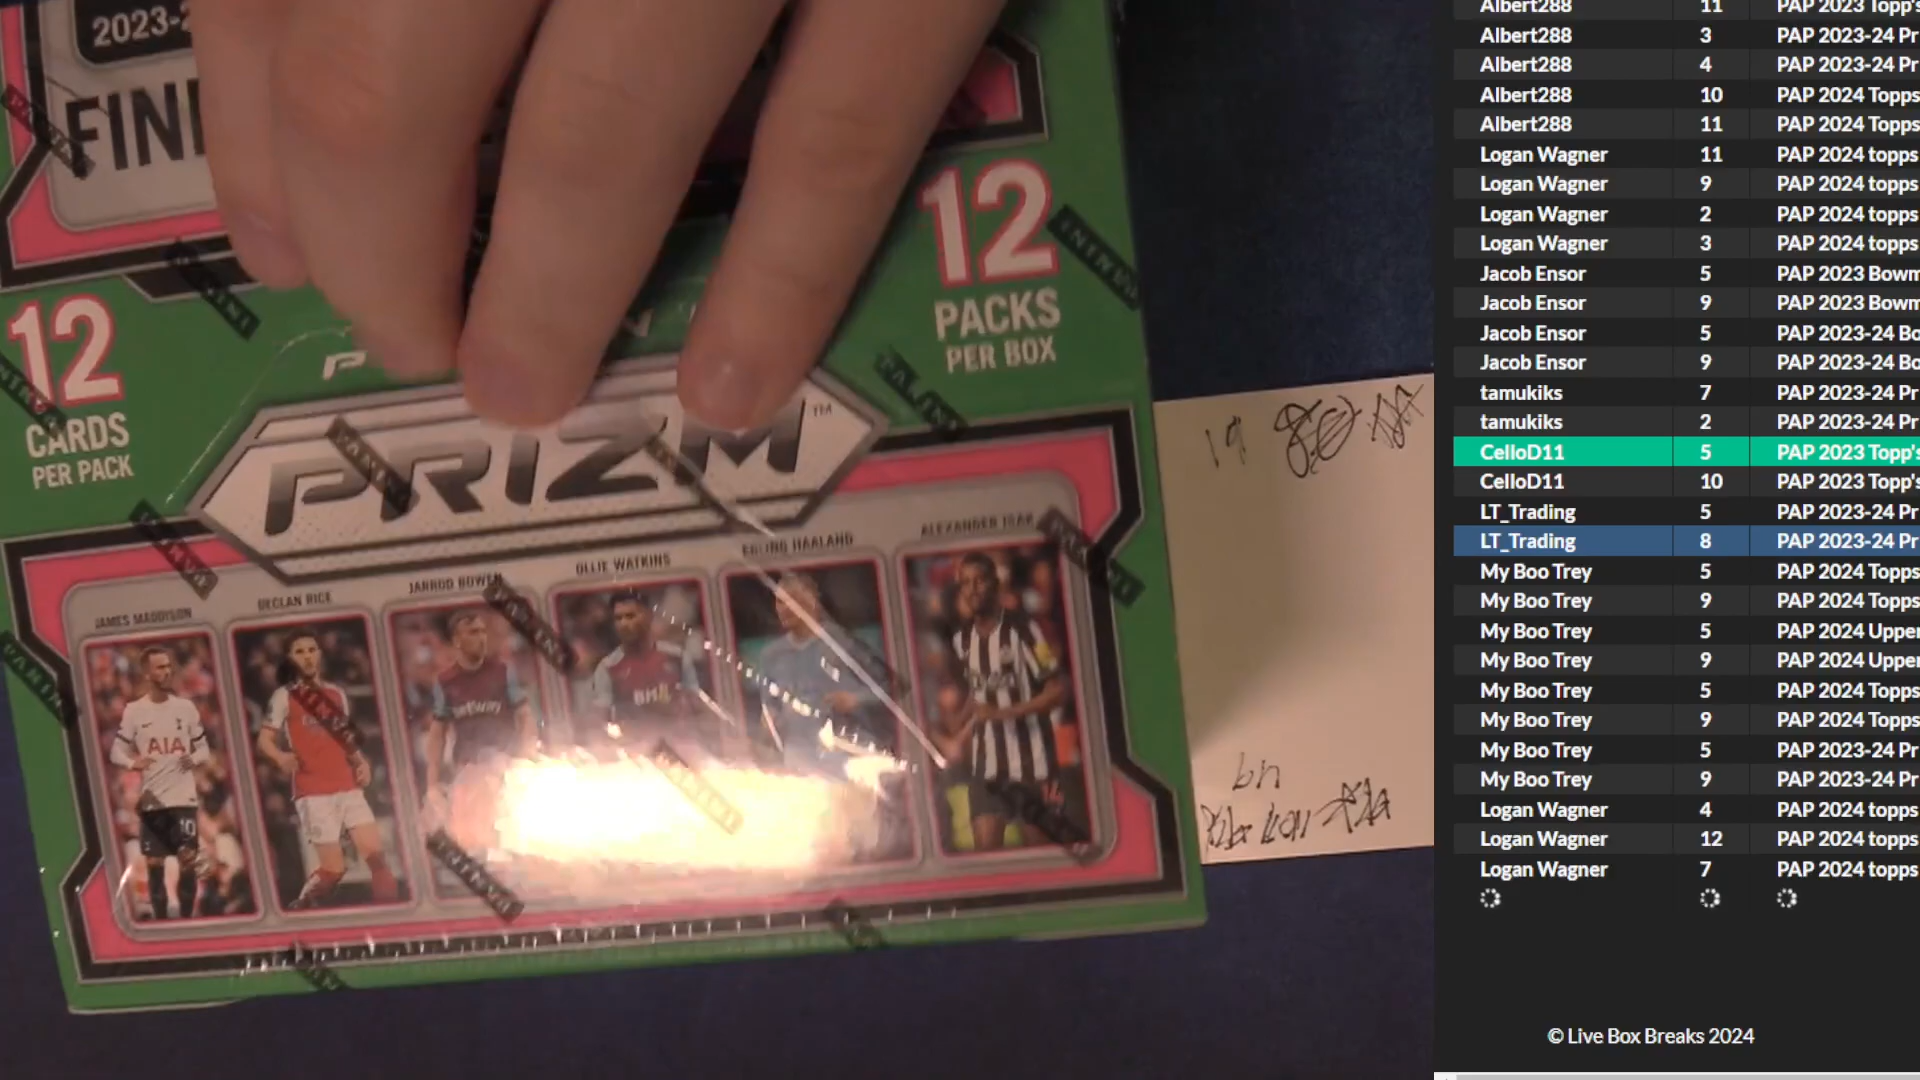 2023-2
FIN
12
PACKS
PER BOX
12
CARDS
PER PACK
PRIZM™
JAMES MADDISON
DECLAN RICE
JARROD BOWEN
OLLIE WATKINS
ERLING HAALAND
ALEXANDER ISAK
AIA
10
betway
14
19
Albert288 11 PAP 2023 Topp's
Albert288 3 PAP 2023-24 Pr
Albert288 4 PAP 2023-24 Pr
Albert288 10 PAP 2024 Topps
Albert288 11 PAP 2024 Topps
Logan Wagner 11 PAP 2024 topps
Logan Wagner 9 PAP 2024 topps
Logan Wagner 2 PAP 2024 topps
Logan Wagner 3 PAP 2024 topps
Jacob Ensor 5 PAP 2023 Bowm
Jacob Ensor 9 PAP 2023 Bowm
Jacob Ensor 5 PAP 2023-24 Bo
Jacob Ensor 9 PAP 2023-24 Bo
tamukiks 7 PAP 2023-24 Pr
tamukiks 2 PAP 2023-24 Pr
CelloD11 5 PAP 2023 Topp's
CelloD11 10 PAP 2023 Topp's
LT_Trading 5 PAP 2023-24 Pr
LT_Trading 8 PAP 2023-24 Pr
My Boo Trey 5 PAP 2024 Topps
My Boo Trey 9 PAP 2024 Topps
My Boo Trey 5 PAP 2024 Upper
My Boo Trey 9 PAP 2024 Upper
My Boo Trey 5 PAP 2024 Topps
My Boo Trey 9 PAP 2024 Topps
My Boo Trey 5 PAP 2023-24 Pr
My Boo Trey 9 PAP 2023-24 Pr
Logan Wagner 4 PAP 2024 topps
Logan Wagner 12 PAP 2024 topps
Logan Wagner 7 PAP 2024 topps
© Live Box Breaks 2024